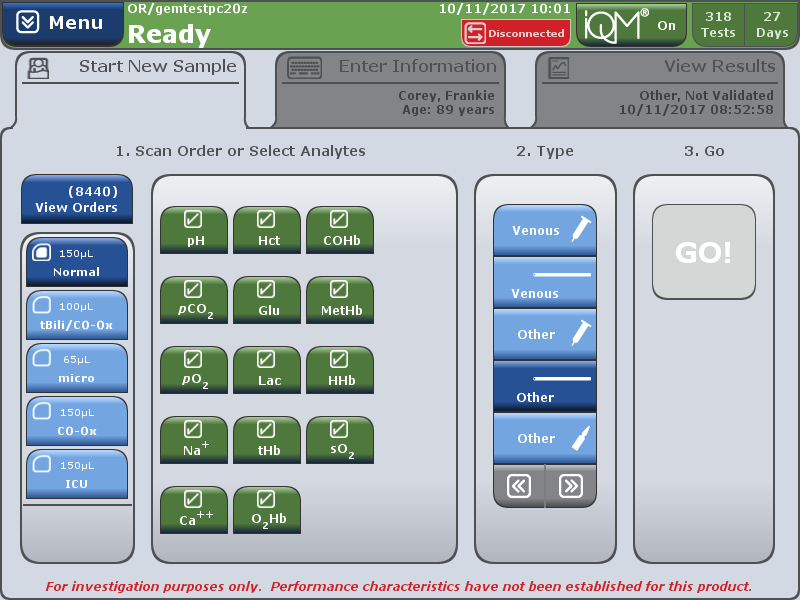 Menu
OR/gemtestpc20z
Ready
10/11/2017 10:01
Disconnected
iQM® On
318 Tests
27 Days
Start New Sample
Enter Information
Corey, Frankie
Age: 89 years
View Results
Other, Not Validated
10/11/2017 08:52:58
1. Scan Order or Select Analytes
2. Type
3. Go
(8440)
View Orders
150µL
Normal
100µL
tBili/CO-Ox
65µL
micro
150µL
CO-Ox
150µL
ICU
pH
Hct
COHb
pCO2
Glu
MetHb
pO2
Lac
HHb
Na+
tHb
sO2
Ca++
O2Hb
Venous
Venous
Other
Other
Other
GO!
For investigation purposes only. Performance characteristics have not been established for this product.